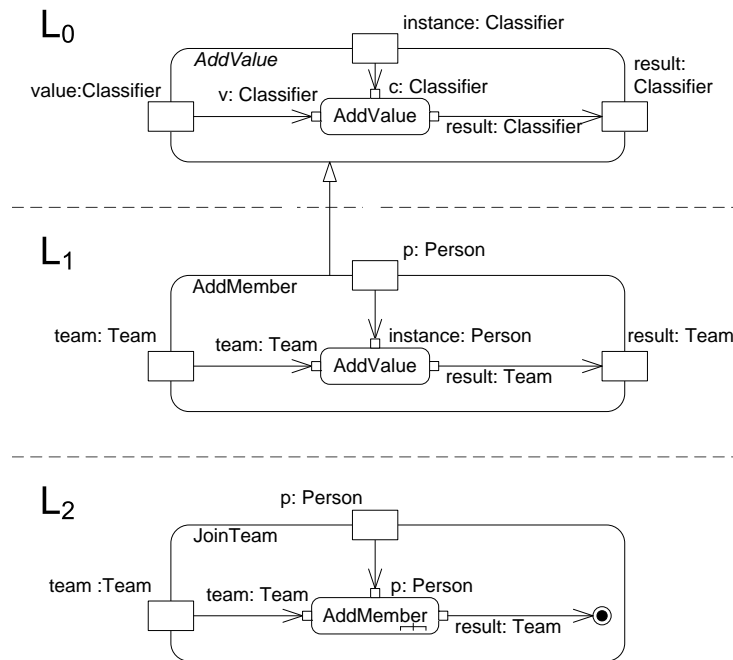 L0
instance: Classifier
AddValue
result:
Classifier
value:Classifier
v: Classifier
c: Classifier
AddValue
result: Classifier
L1
p: Person
AddMember
team: Team
team: Team
instance: Person
result: Team
AddValue
result: Team
L2
p: Person
JoinTeam
team :Team
team: Team
p: Person
AddMember
result: Team